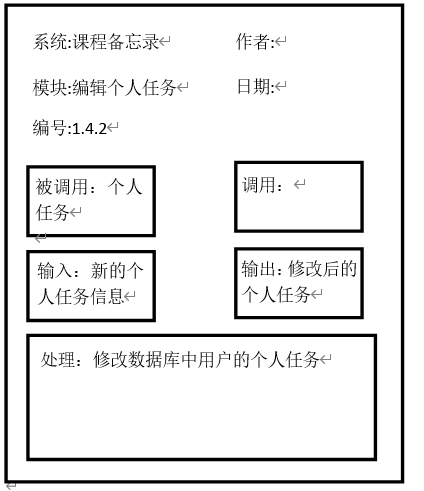 系统:课程备忘录
作者:
模块:编辑个人任务
日期:
编号:1.4.2
被调用：个人
任务
调用：
输入：新的个
人任务信息
输出：修改后的
个人任务
处理：修改数据库中用户的个人任务